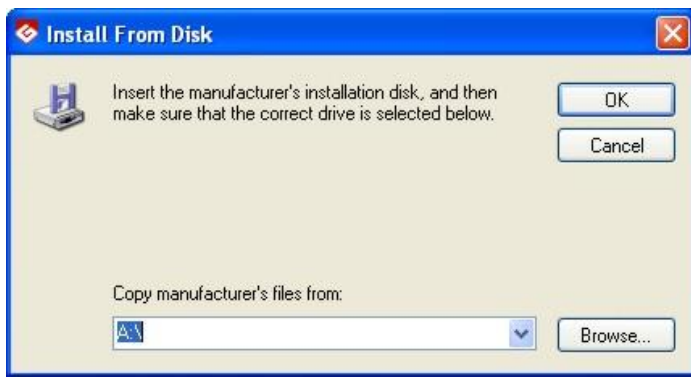 Install From Disk
Insert the manufacturer's installation disk, and then
make sure that the correct drive is selected below.
OK
Cancel
Copy manufacturer's files from:
A:\
Browse...